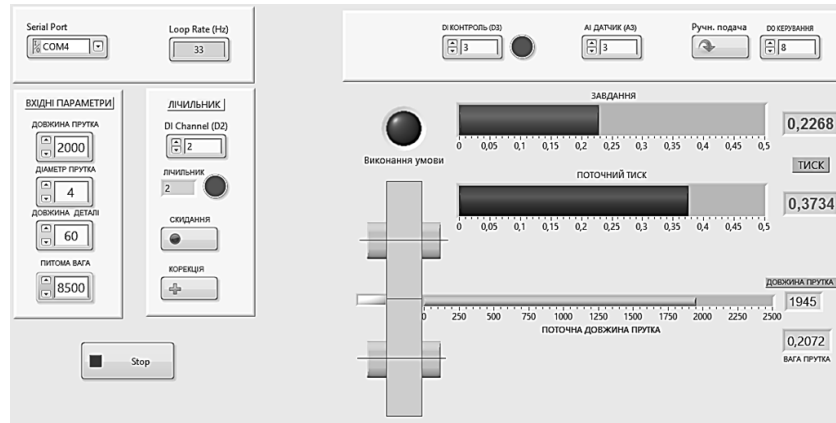 Serial Port
COM4
Loop Rate (Hz)
33
DI КОНТРОЛЬ (D3)
3
AI ДАТЧИК (A3)
3
Ручн. подача
D0 КЕРУВАННЯ
8
ВХІДНІ ПАРАМЕТРИ
ДОВЖИНА ПРУТКА
2000
ДІАМЕТР ПРУТКА
4
ДОВЖИНА ДЕТАЛІ
60
ПИТОМА ВАГА
8500
ЛІЧИЛЬНИК
DI Channel (D2)
2
ЛІЧИЛЬНИК
2
СКИДАННЯ
КОРЕКЦІЯ
Stop
Виконання умови
ЗАВДАННЯ
0 0,05 0,1 0,15 0,2 0,25 0,3 0,35 0,4 0,45 0,5
0,2268
ТИСК
ПОТОЧНИЙ ТИСК
0 0,05 0,1 0,15 0,2 0,25 0,3 0,35 0,4 0,45 0,5
0,3734
ДОВЖИНА ПРУТКА
1945
0 250 500 750 1000 1250 1500 1750 2000 2250 2500
ПОТОЧНА ДОВЖИНА ПРУТКА
0,2072
ВАГА ПРУТКА